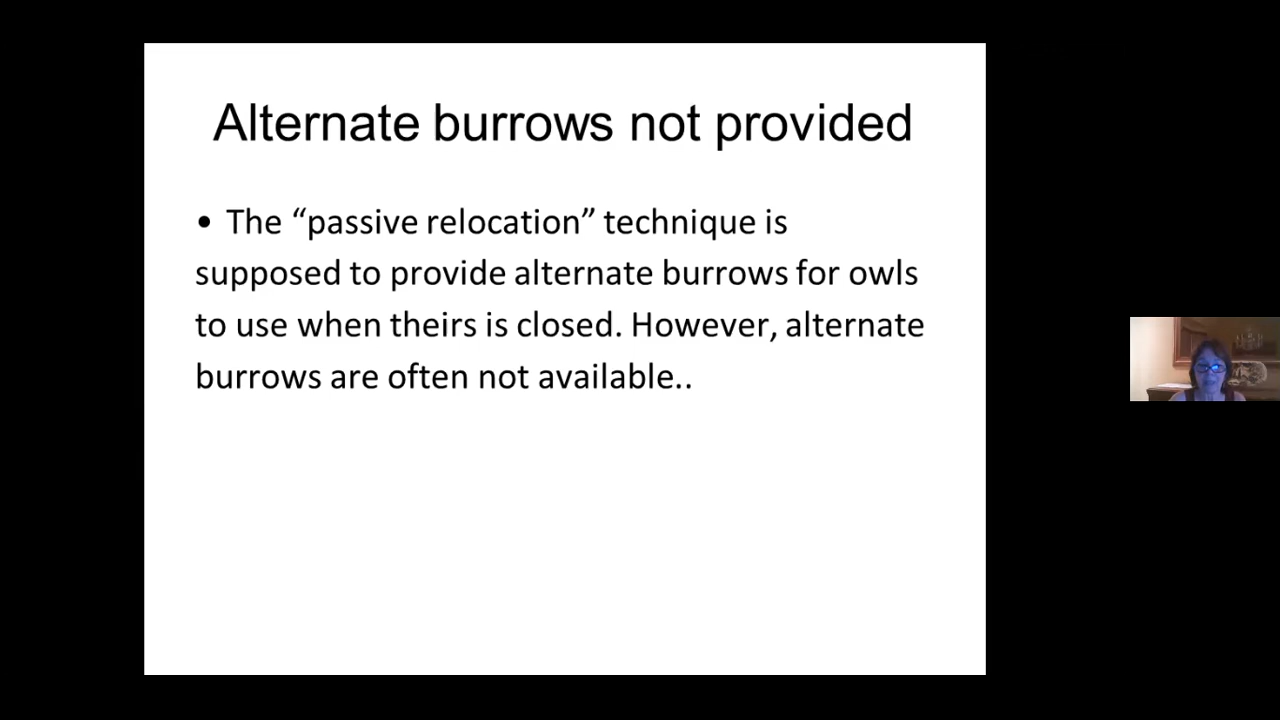 Alternate burrows not provided
• The “passive relocation” technique is
supposed to provide alternate burrows for owls
to use when theirs is closed. However, alternate
burrows are often not available..